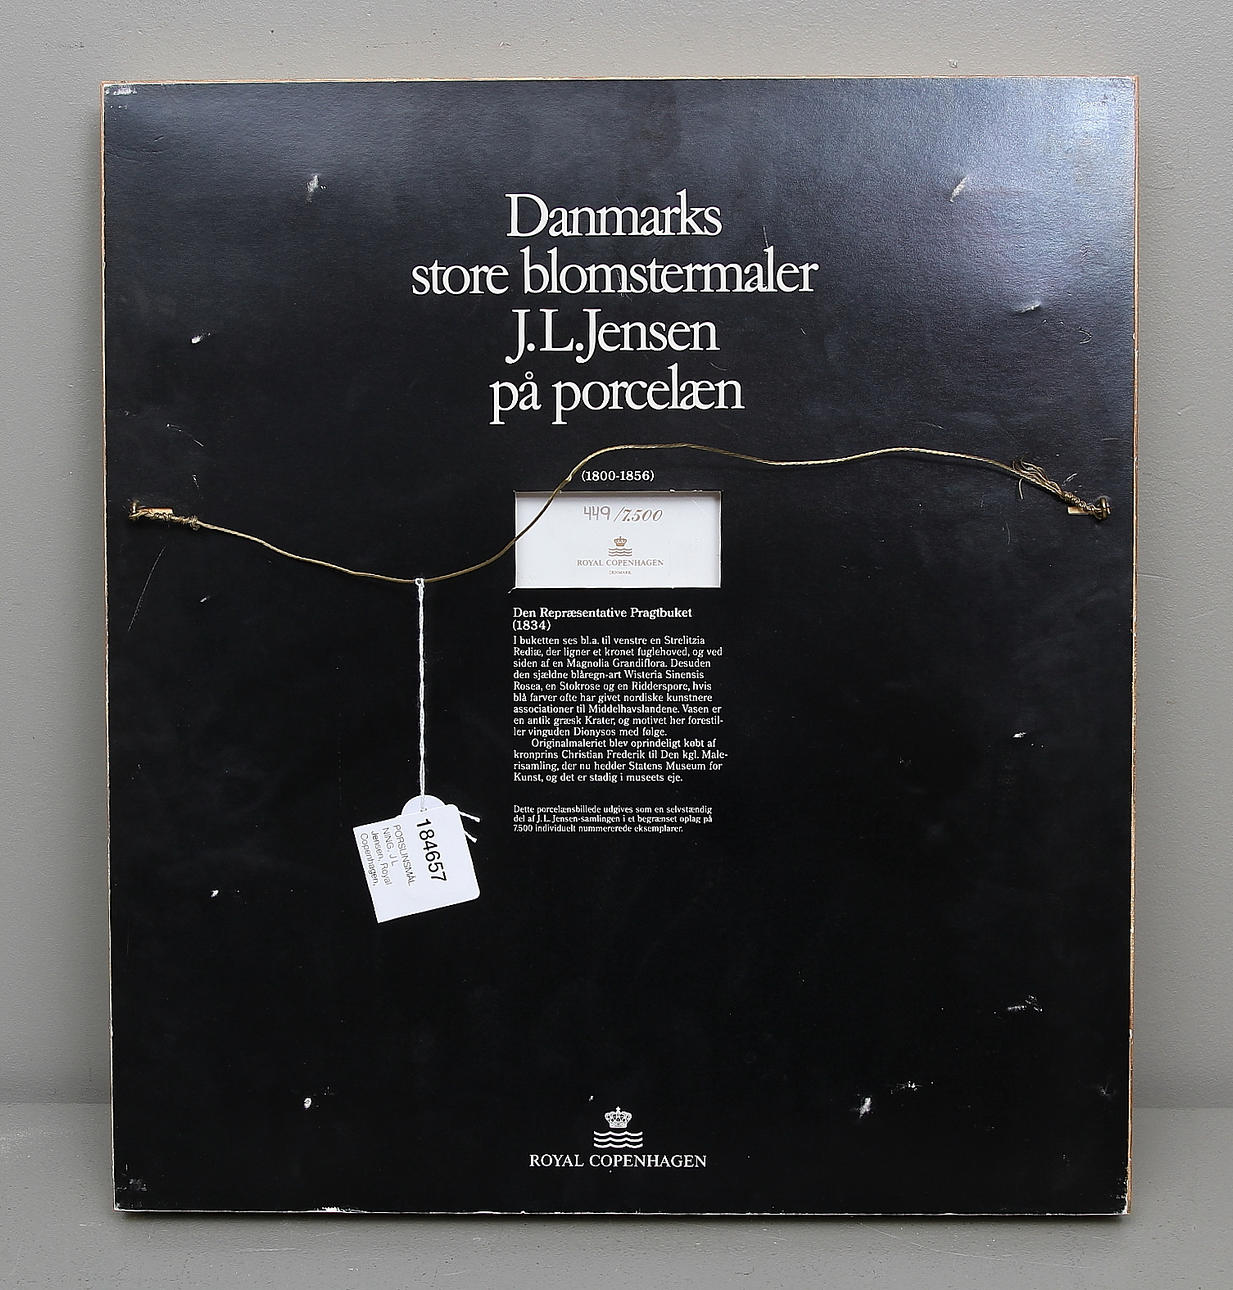 Danmarks
store blomstermaler
J.L.Jensen
på porcelæn
(1800-1856)
449/7.500
ROYAL COPENHAGEN
DENMARK
Den Repræsentative Pragtbuket
(1834)
I buketten ses bl.a. til venstre en Strelitzia
Rediæ, der ligner et kronet fuglehoved, og ved
siden af en Magnolia Grandiflora. Desuden
den sjældne blåregn-art Wisteria Sinensis
Rosea, en Stokrose og en Ridderspore, hvis
blå farver ofte har givet nordiske kunstnere
associationer til Middelhavslandene. Vasen er
en antik græsk Krater, og motivet her forestil-
ler vinguden Dionysos med følge.
Originalmaleriet blev oprindeligt købt af
kronprins Christian Frederik til Den kgl. Male-
risamling, der nu hedder Statens Museum for
Kunst, og det er stadig i museets eje.
Dette porcelænsbillede udgives som en selvstændig
del af J.L. Jensen-samlingen i et begrænset oplag på
7.500 individuelt nummererede eksemplarer.
184657
PORSLINSMÅL
NING, J L
Jensen, Royal
Copenhagen,
ROYAL COPENHAGEN